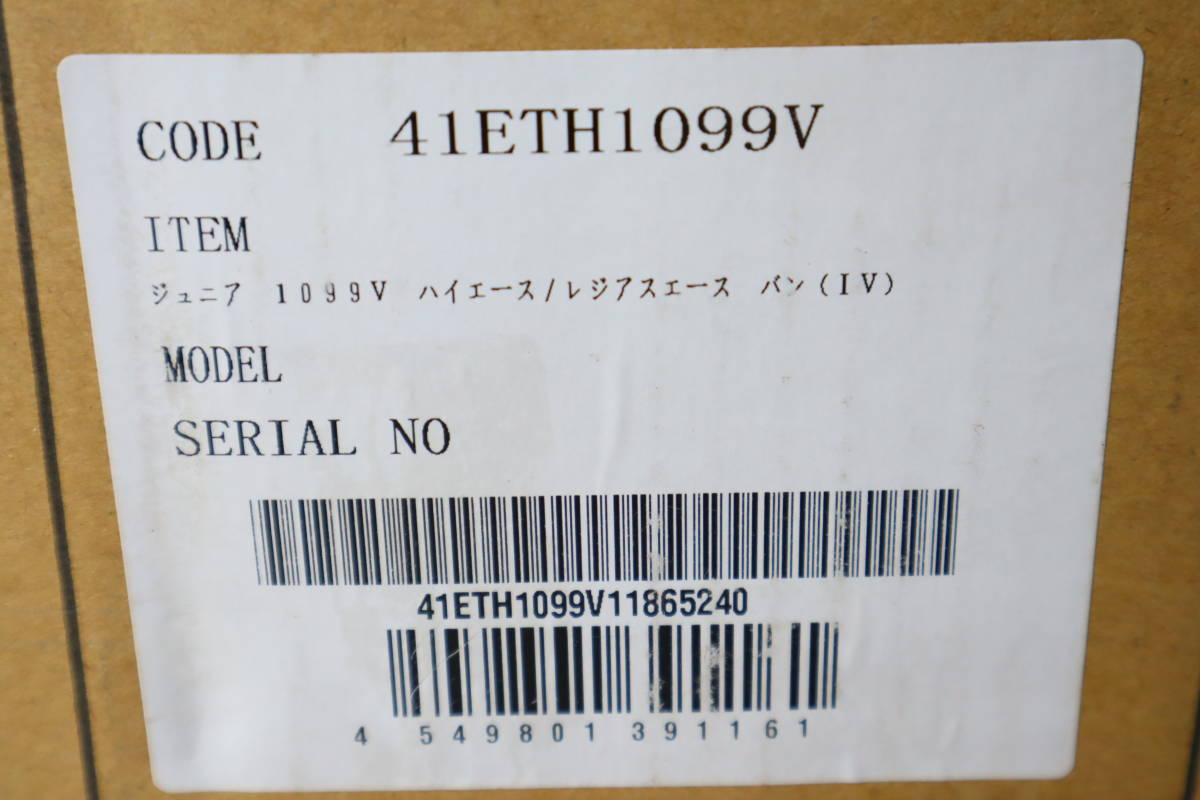 CODE 41ETH1099V
ITEM
ジュニア 1099V ハイエース/レジアスエース バン(IV)
MODEL
SERIAL NO
41ETH1099V11865240
4 549801 391161